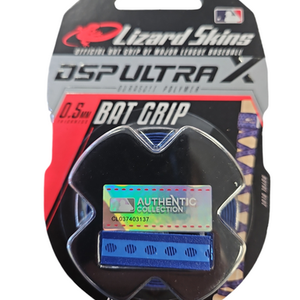 Lizard Skins
OFFICIAL BAT GRIP OF MAJOR LEAGUE BASEBALL
DSP ULTRA X
DURASOFT POLYMER
0.5mm
BAT GRIP
AUTHENTIC
COLLECTION
CL037403137